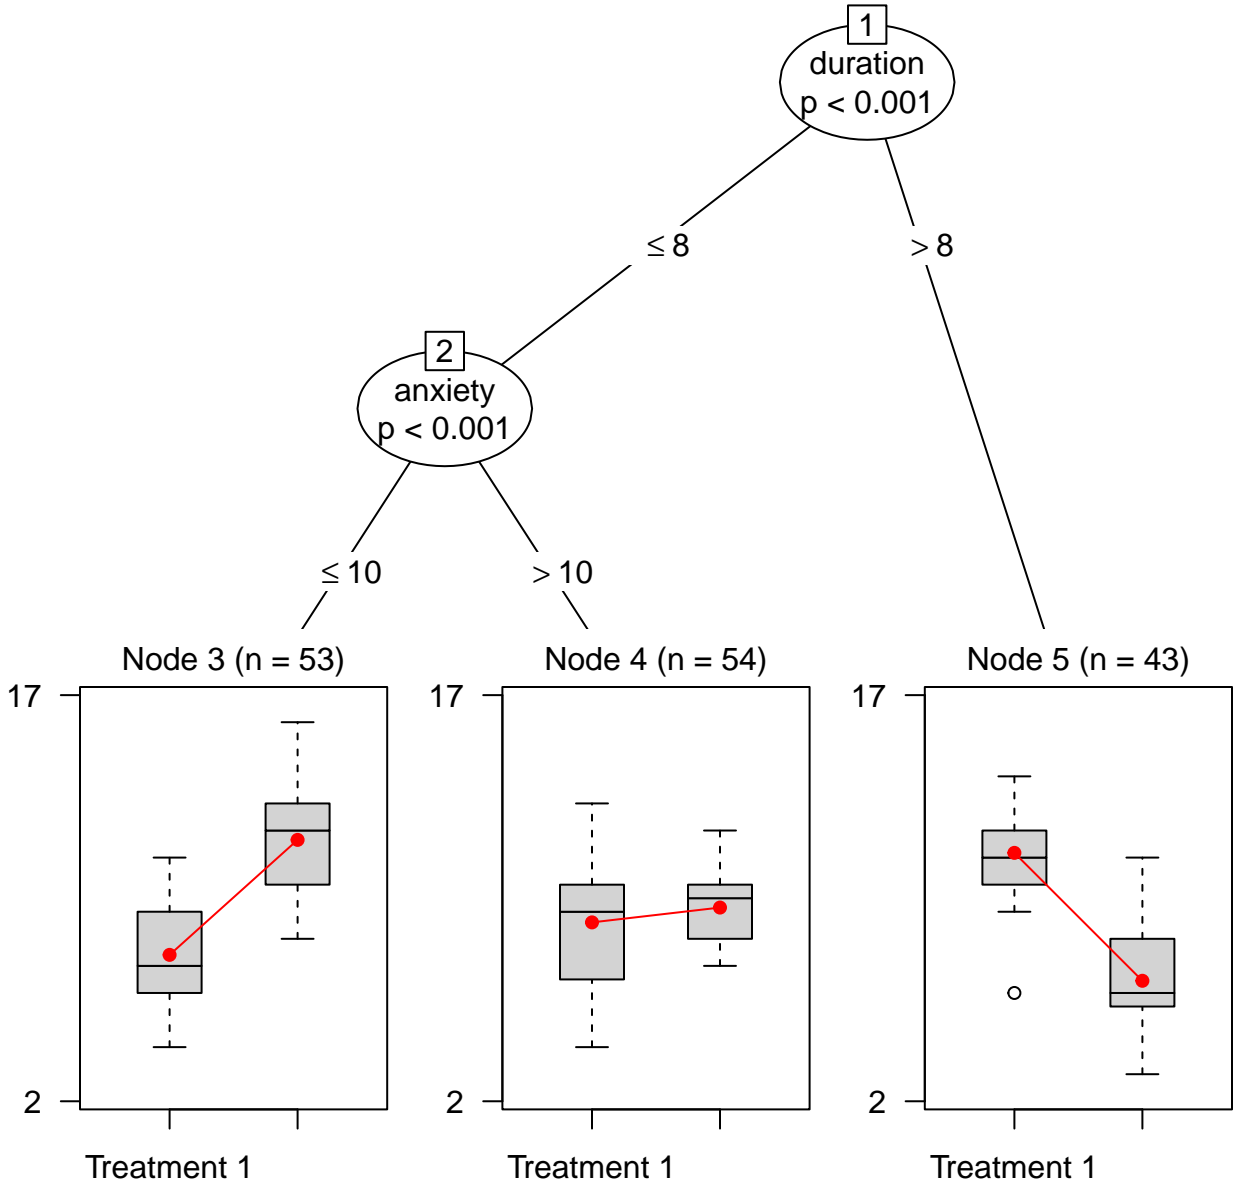 1
duration
p < 0.001
≤ 8
> 8
2
anxiety
p < 0.001
≤ 10
> 10
Node 3 (n = 53)
17
2
Treatment 1
Node 4 (n = 54)
17
2
Treatment 1
Node 5 (n = 43)
17
2
Treatment 1